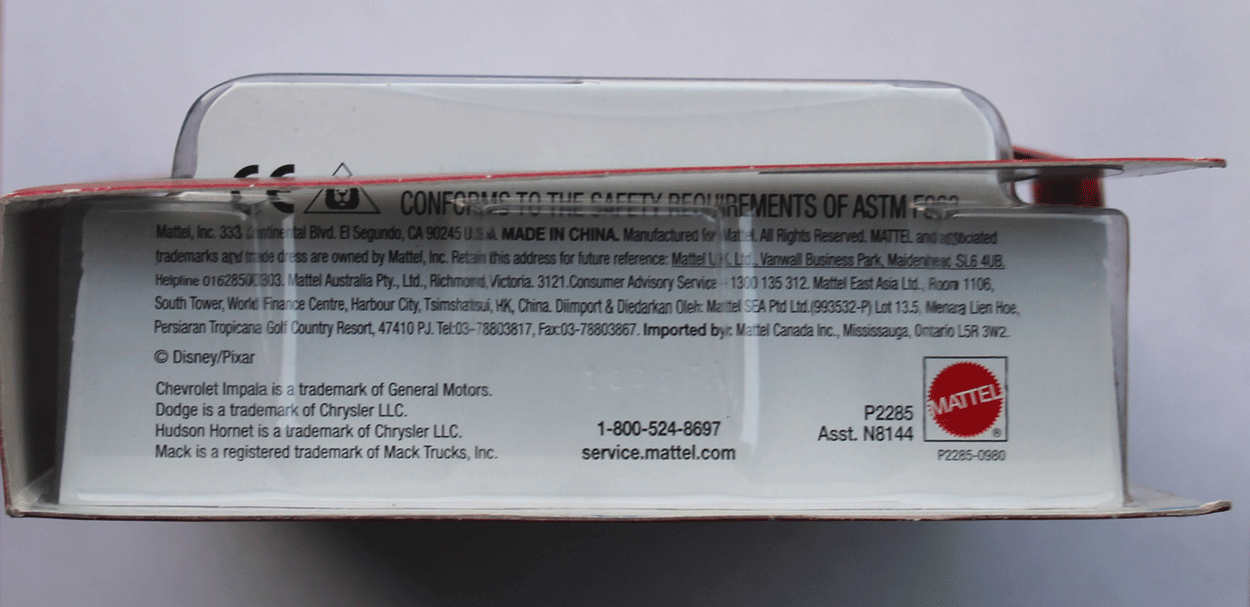 CE
CONFORMS TO THE SAFETY REQUIREMENTS OF ASTM F963
Mattel, Inc. 333 Continental Blvd. El Segundo, CA 90245 U.S.A. MADE IN CHINA. Manufactured for Mattel. All Rights Reserved. MATTEL and associated
trademarks and trade dress are owned by Mattel, Inc. Retain this address for future reference: Mattel U.K. Ltd., Vanwall Business Park, Maidenhead SL6 4UB.
Helpline 01628500303. Mattel Australia Pty., Ltd., Richmond, Victoria. 3121.Consumer Advisory Service - 1300 135 312. Mattel East Asia Ltd., Room 1106,
South Tower, World Finance Centre, Harbour City, Tsimshatsui, HK, China. Diimport & Diedarkan Oleh: Mattel SEA Ptd Ltd.(993532-P) Lot 13.5, Menara Lien Hoe,
Persiaran Tropicana Golf Country Resort, 47410 PJ. Tel:03-78803817, Fax:03-78803867. Imported by: Mattel Canada Inc., Mississauga, Ontario L5R 3W2.
© Disney/Pixar
Chevrolet Impala is a trademark of General Motors.
Dodge is a trademark of Chrysler LLC.
Hudson Hornet is a trademark of Chrysler LLC.
Mack is a registered trademark of Mack Trucks, Inc.
1-800-524-8697
service.mattel.com
P2285
Asst. N8144
MATTEL
®
P2285-0980